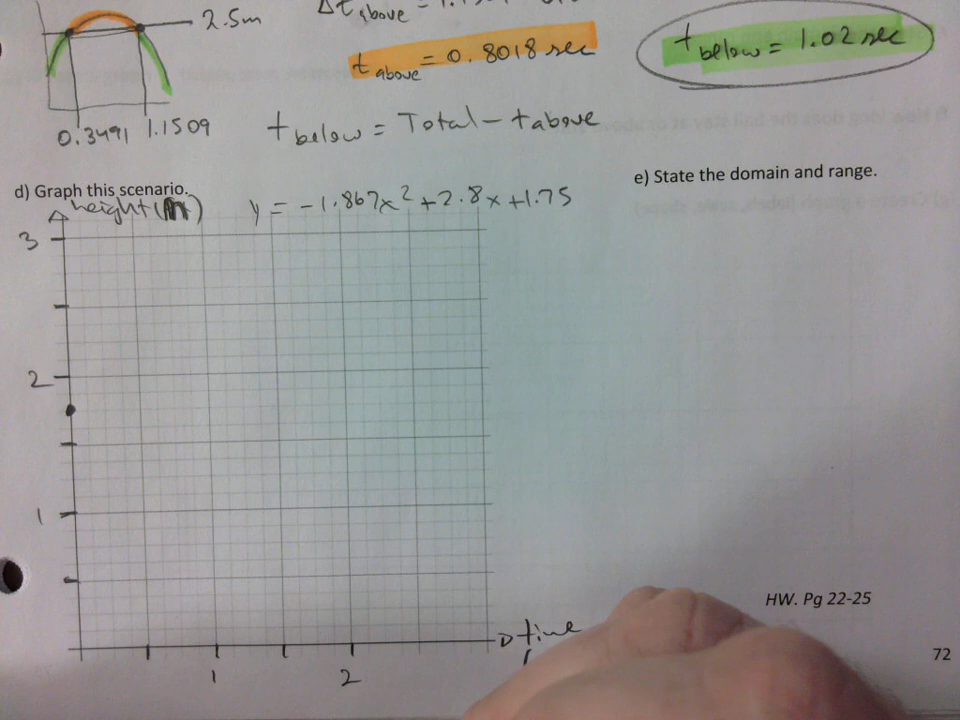 2.5m
Δt above =
t above = 0.8018 sec
t below = 1.02 sec
0.3491 1.1509
t below = Total - t above
d) Graph this scenario.
e) State the domain and range.
height (m)
y = -1.867x² + 2.8x + 1.75
3
2
1
time
1
2
HW. Pg 22-25
72